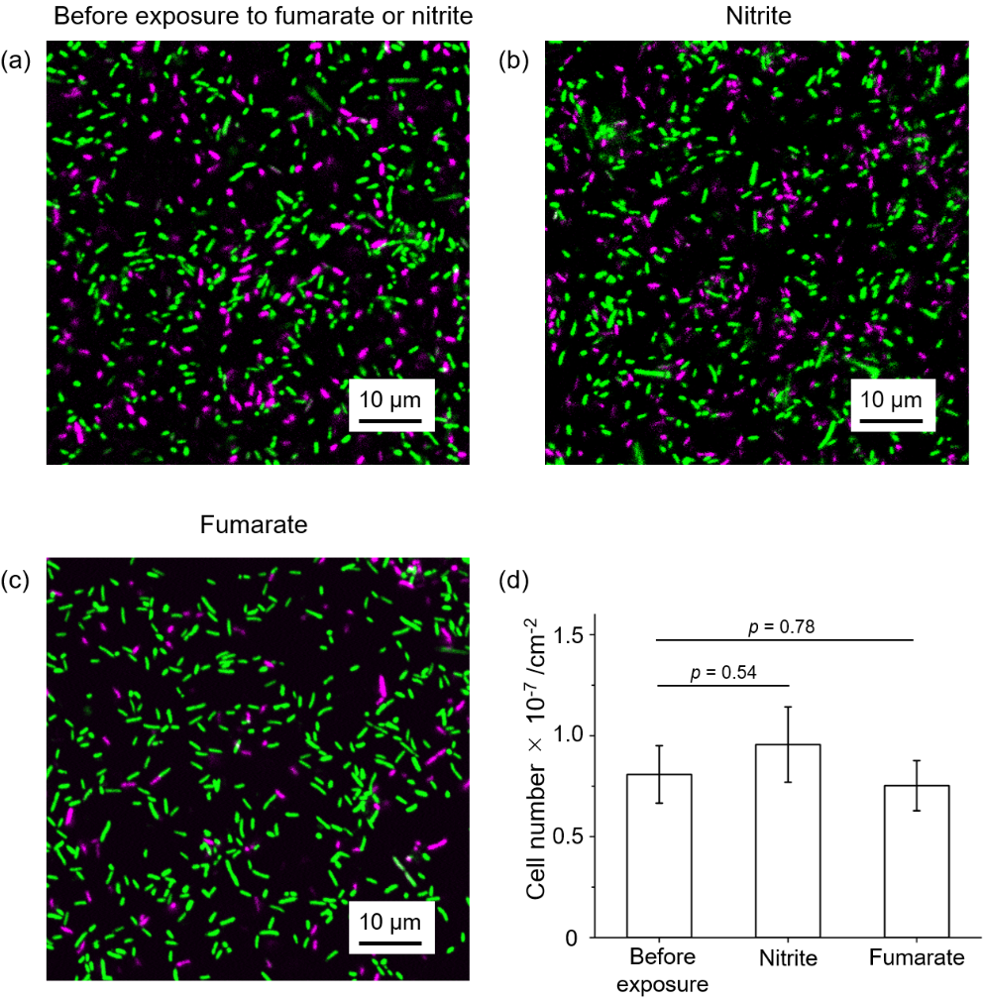 Before exposure to fumarate or nitrite
Nitrite
(a)
(b)
10 µm
10 µm
Fumarate
(c)
(d)
10 µm
Cell number × 10⁻⁷ /cm⁻²
1.5
1.0
0.5
0
p = 0.78
p = 0.54
Before
exposure
Nitrite
Fumarate